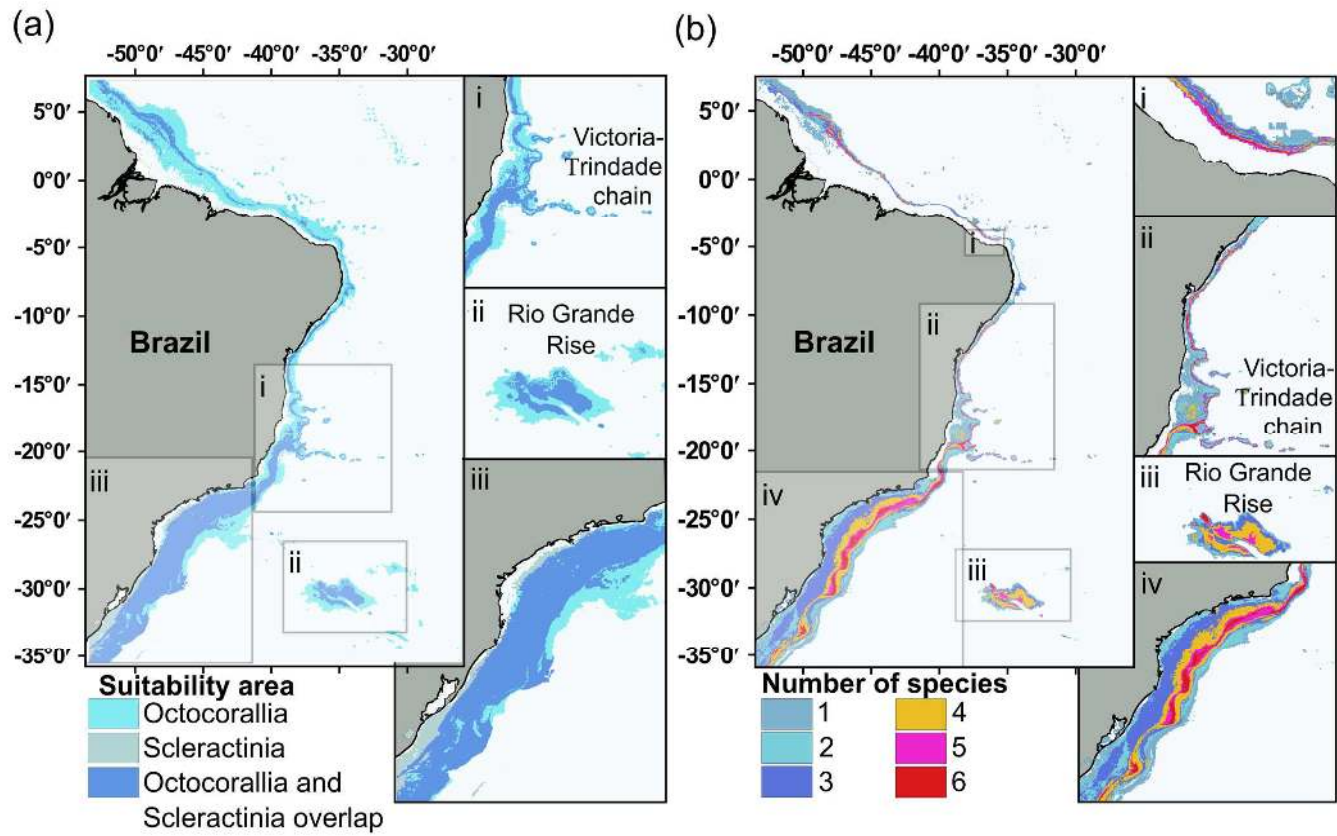 (a)
-50°0′ -45°0′ -40°0′ -35°0′ -30°0′
5°0′
0°0′
-5°0′
-10°0′
-15°0′
-20°0′
-25°0′
-30°0′
-35°0′
Brazil
i
ii
iii
i
Victoria-
Trindade
chain
ii
Rio Grande
Rise
iii
Suitability area
Octocorallia
Scleractinia
Octocorallia and
Scleractinia overlap
(b)
-50°0′ -45°0′ -40°0′ -35°0′ -30°0′
5°0′
0°0′
-5°0′
-10°0′
-15°0′
-20°0′
-25°0′
-30°0′
-35°0′
Brazil
i
ii
iii
iv
i
ii
Victoria-
Trindade
chain
iii
Rio Grande
Rise
iv
Number of species
1 4
2 5
3 6